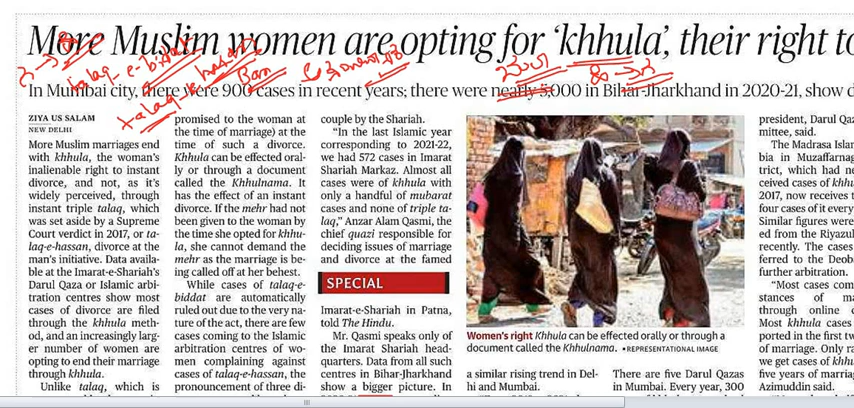 More Muslim women are opting for 'khhula', their right to
talaq-e-biddat
talaq-e-hasan
Ban
In Mumbai city, there were 900 cases in recent years; there were nearly 5,000 in Bihar-Jharkhand in 2020-21, show d
ZIYA US SALAM
NEW DELHI
More Muslim marriages end
with khhula, the woman's
inalienable right to instant
divorce, and not, as it's
widely perceived, through
instant triple talaq, which
was set aside by a Supreme
Court verdict in 2017, or ta-
laq-e-hassan, divorce at the
man's initiative. Data availa-
ble at the Imarat-e-Shariah's
Darul Qaza or Islamic arbi-
tration centres show most
cases of divorce are filed
through the khhula meth-
od, and an increasingly larg-
er number of women are
opting to end their marriage
through khhula.
Unlike talaq, which is
promised to the woman at
the time of marriage) at the
time of such a divorce.
Khhula can be effected oral-
ly or through a document
called the Khhulnama. It
has the effect of an instant
divorce. If the mehr had not
been given to the woman by
the time she opted for khhu-
la, she cannot demand the
mehr as the marriage is be-
ing called off at her behest.
While cases of talaq-e-
biddat are automatically
ruled out due to the very na-
ture of the act, there are few
cases coming to the Islamic
arbitration centres of wo-
men complaining against
cases of talaq-e-hassan, the
pronouncement of three di-
couple by the Shariah.
"In the last Islamic year
corresponding to 2021-22,
we had 572 cases in Imarat
Shariah Markaz. Almost all
cases were of khhula with
only a handful of mubarat
cases and none of triple ta-
laq," Anzar Alam Qasmi, the
chief quazi responsible for
deciding issues of marriage
and divorce at the famed
SPECIAL
Imarat-e-Shariah in Patna,
told The Hindu.
Mr. Qasmi speaks only of
the Imarat Shariah head-
quarters. Data from all such
centres in Bihar-Jharkhand
show a bigger picture. In
Women's right Khhula can be effected orally or through a
document called the Khhulnama. • REPRESENTATIONAL IMAGE
a similar rising trend in Del-
hi and Mumbai.
There are five Darul Qazas
in Mumbai. Every year, 300
president, Darul Qaz
mittee, said.
The Madrasa Islam
bia in Muzaffarnag
trict, which had ne
ceived cases of khhu
2017, now receives t
four cases of it every
Similar figures were
ed from the Riyazul
recently. The cases
ferred to the Deob
further arbitration.
"Most cases com
stances of ma
through online c
Most khhula cases
ported in the first tw
of marriage. Only ra
we get cases of khhu
five years of marriag
Azimuddin said.